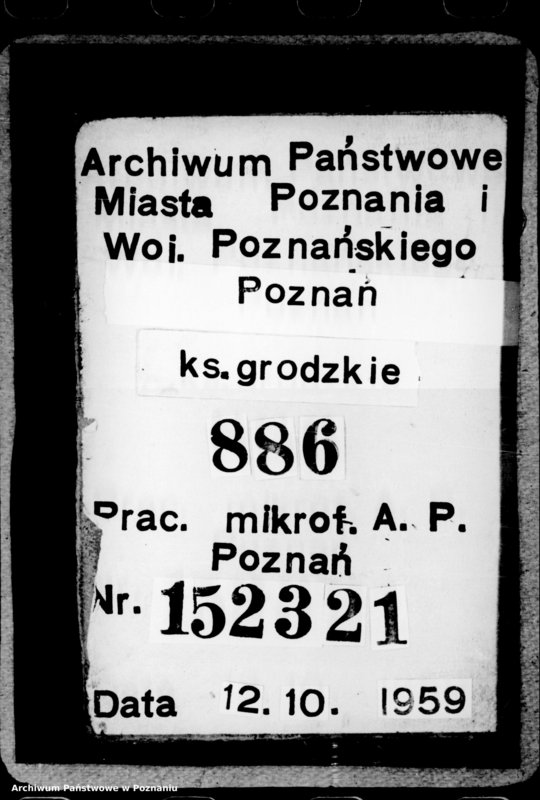 Archiwum Państwowe
Miasta Poznania i
Woj. Poznańskiego
Poznań
ks. grodzkie
886
Prac. mikrof. A. P.
Poznań
Nr. 152321
Data 12. 10. 1959
Archiwum Państwowe w Poznaniu